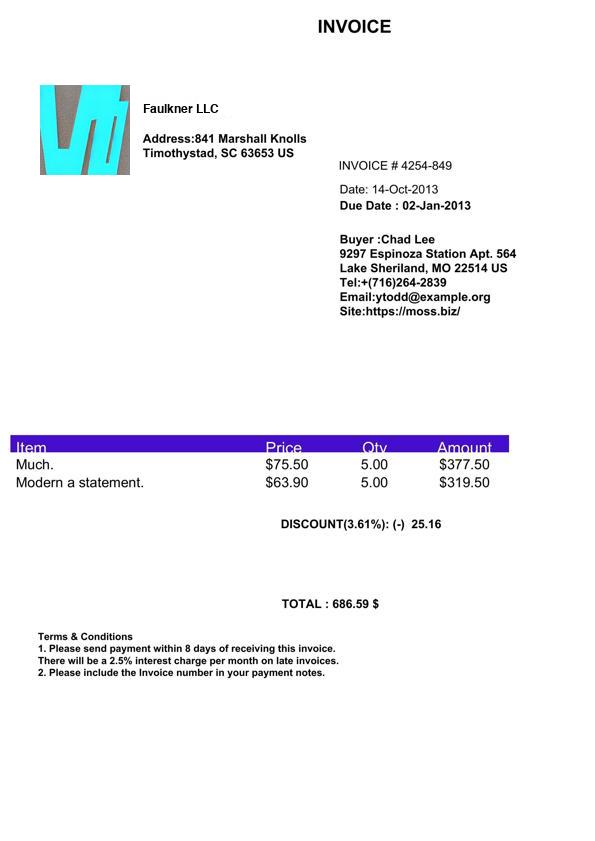 INVOICE
Faulkner LLC
Address:841 Marshall Knolls
Timothystad, SC 63653 US
INVOICE # 4254-849
Date: 14-Oct-2013
Due Date : 02-Jan-2013
Buyer :Chad Lee
9297 Espinoza Station Apt. 564
Lake Sheriland, MO 22514 US
Tel:+(716)264-2839
Email:ytodd@example.org
Site:https://moss.biz/
Item Price Qty Amount
Much. $75.50 5.00 $377.50
Modern a statement. $63.90 5.00 $319.50
DISCOUNT(3.61%): (-) 25.16
TOTAL : 686.59 $
Terms & Conditions
1. Please send payment within 8 days of receiving this invoice.
There will be a 2.5% interest charge per month on late invoices.
2. Please include the Invoice number in your payment notes.